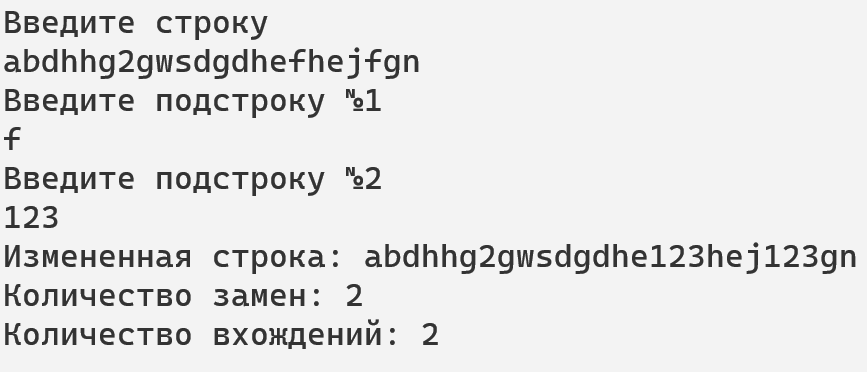 Введите строку
abdhhg2gwsdgdhefhejfgn
Введите подстроку №1
f
Введите подстроку №2
123
Измененная строка: abdhhg2gwsdgdhe123hej123gn
Количество замен: 2
Количество вхождений: 2